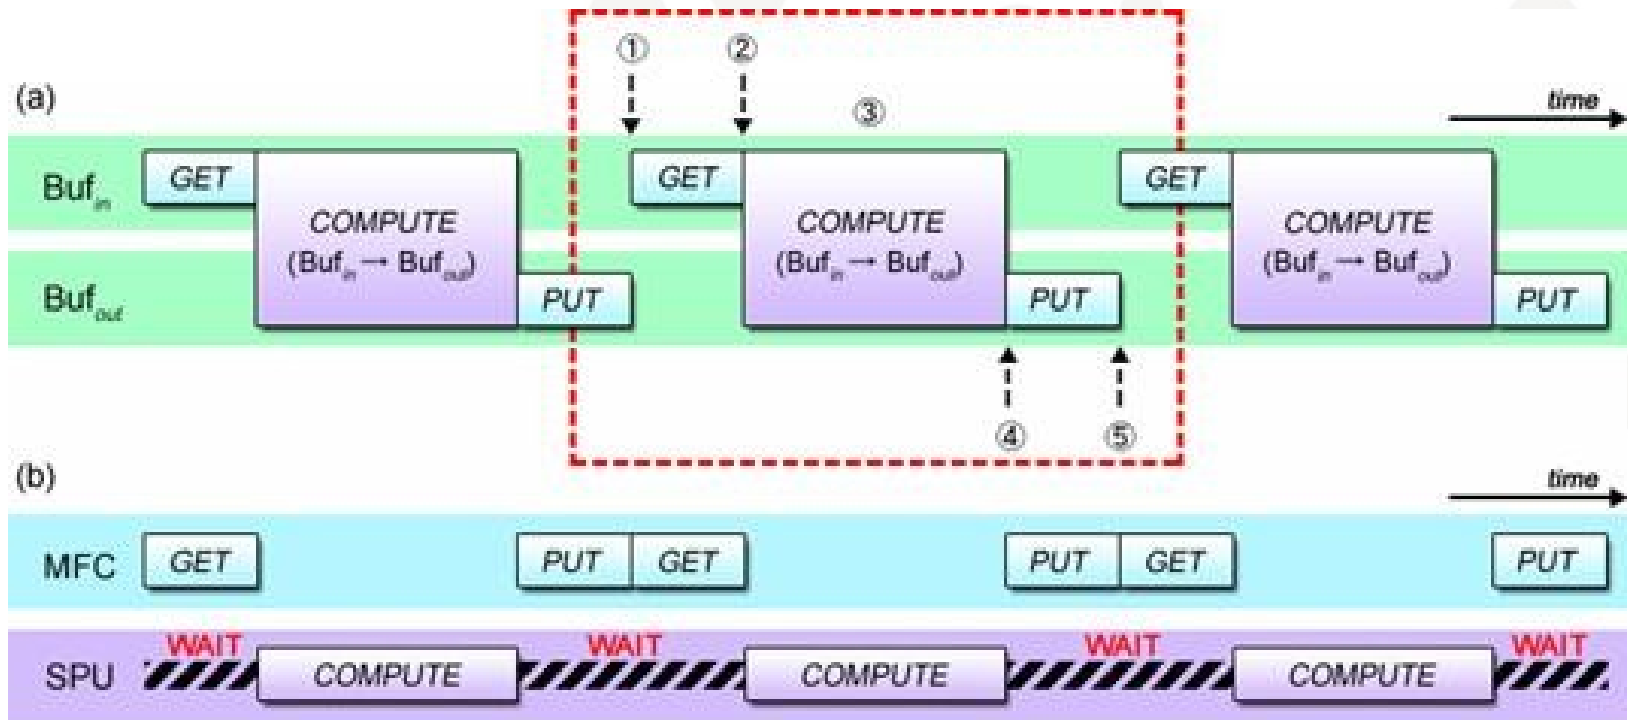 ① ②
(a) ③ time
Buf_in GET GET GET
COMPUTE COMPUTE COMPUTE
(Buf_in → Buf_out) (Buf_in → Buf_out) (Buf_in → Buf_out)
Buf_out PUT PUT PUT
④ ⑤
(b) time
MFC GET PUT GET PUT GET PUT
WAIT WAIT WAIT WAIT
SPU COMPUTE COMPUTE COMPUTE